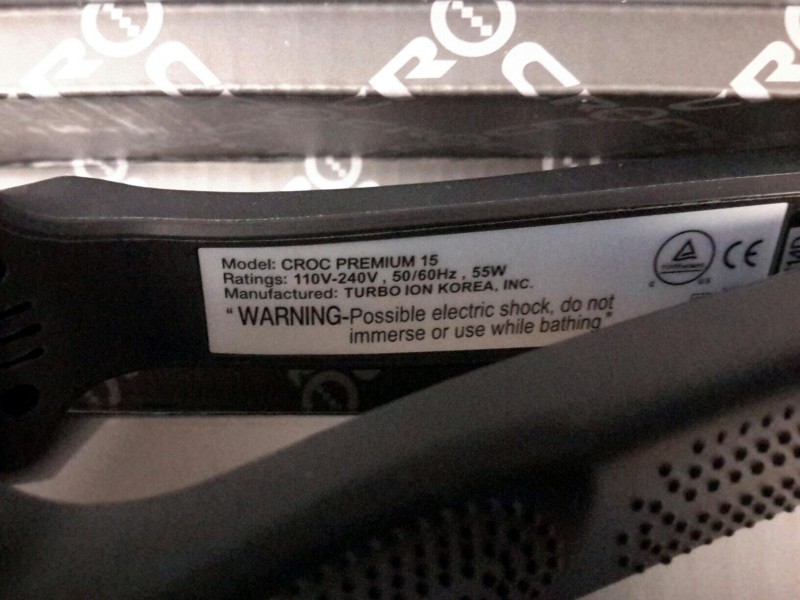 Model: CROC PREMIUM 15
Ratings: 110V-240V , 50/60Hz , 55W
Manufactured: TURBO ION KOREA, INC.
"WARNING-Possible electric shock, do not
immerse or use while bathing"
CE